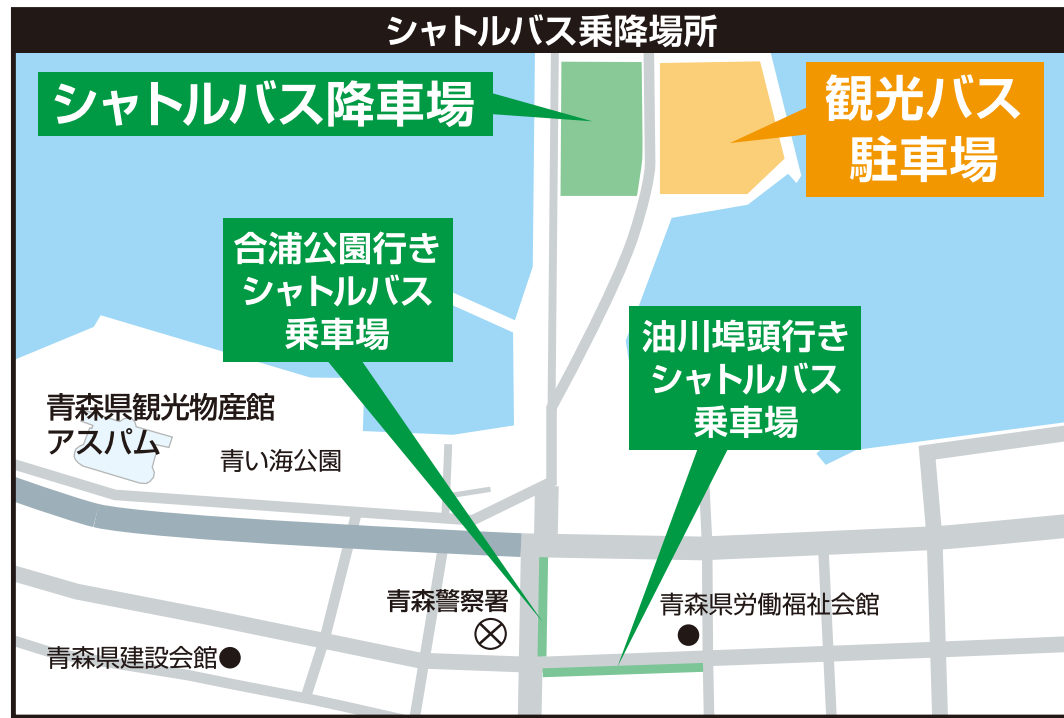 シャトルバス乗降場所
シャトルバス降車場
観光バス
駐車場
合浦公園行き
シャトルバス
乗車場
油川埠頭行き
シャトルバス
乗車場
青森県観光物産館
アスパム
青い海公園
青森警察署
青森県労働福祉会館
青森県建設会館